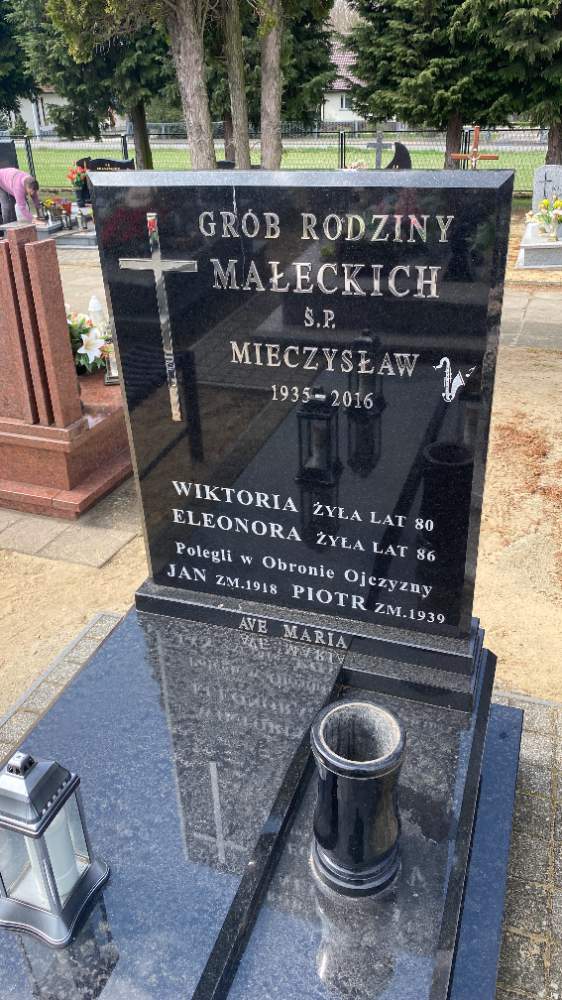 GRÓB RODZINY
MAŁECKICH
Ś.P.
MIECZYSŁAW
1935-2016
WIKTORIA ŻYŁA LAT 80
ELEONORA ŻYŁA LAT 86
Polegli w Obronie Ojczyzny
JAN ZM.1918 PIOTR ZM.1939
AVE MARIA